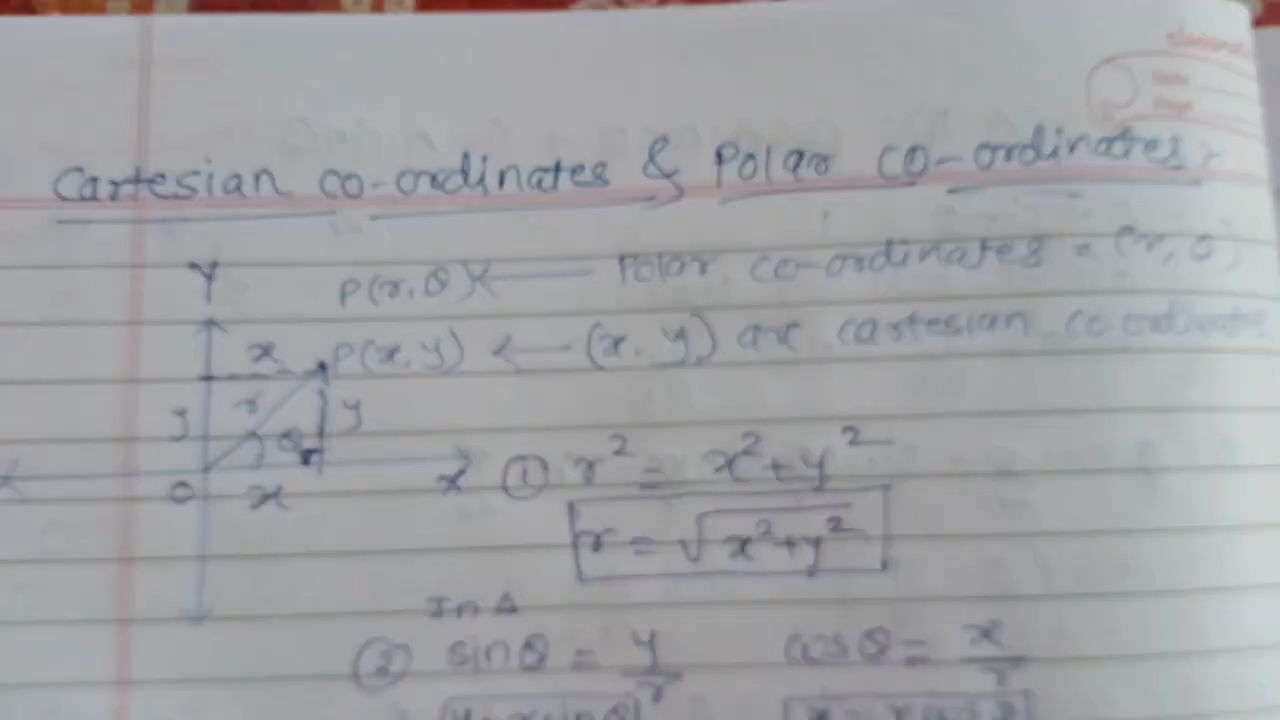 Cartesian co-ordinates & Polar co-ordinates :-
Y
P(r, θ) ← Polar co-ordinates = (r, θ)
x P(x, y) ← (x, y) are cartesian coordinates
r
y θ y
X ① r² = x² + y²
O x
r = √x² + y²
In Δ
② sinθ = y/r cosθ = x/r